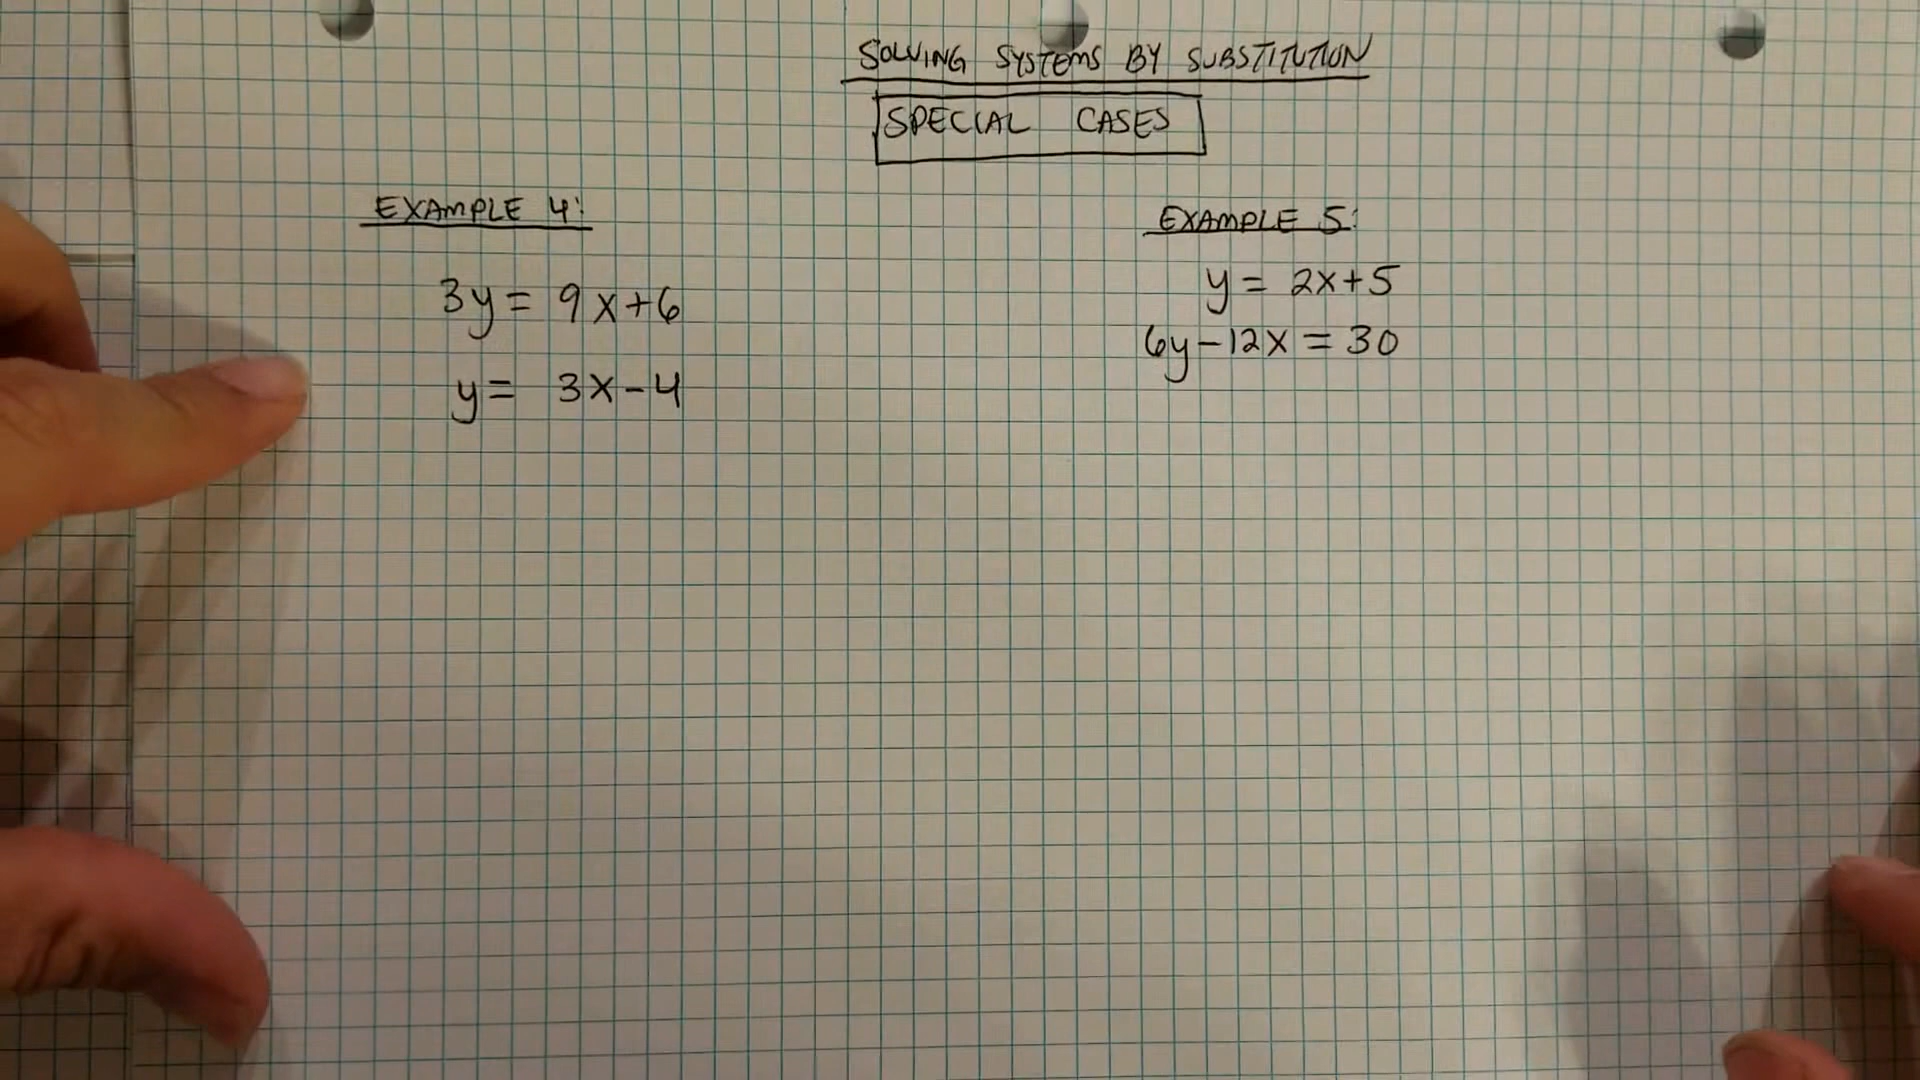 SOLVING SYSTEMS BY SUBSTITUTION
SPECIAL CASES
EXAMPLE 4:
3y = 9x+6
y = 3x-4
EXAMPLE 5:
y = 2x+5
6y-12x = 30